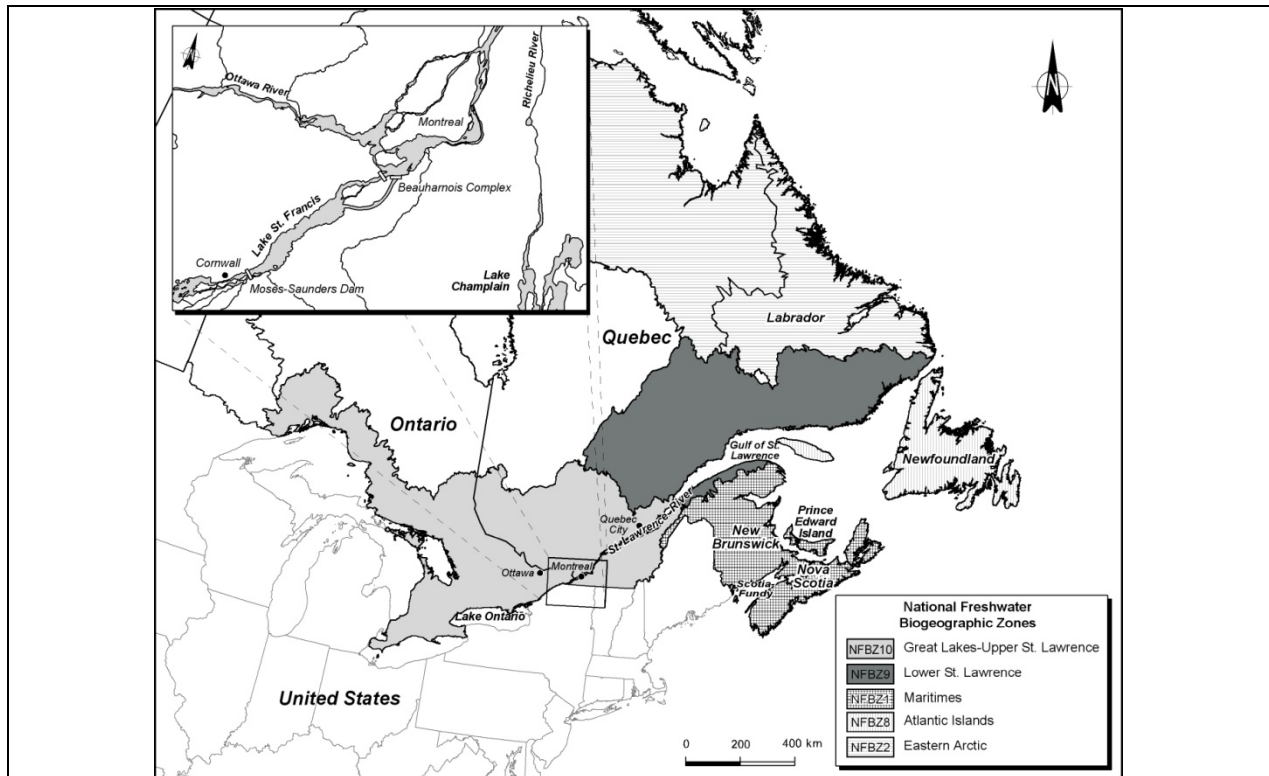 Ottawa River
Montreal
Richelieu River
Beauharnois Complex
Lake St. Francis
Cornwall
Moses-Saunders Dam
Lake
Champlain
N
Labrador
Quebec
Ontario
Gulf of St.
Lawrence
Newfoundland
Quebec
City
St. Lawrence River
Prince
Edward
Island
New
Brunswick
Nova
Scotia
Scotia-
Fundy
Ottawa
Montreal
Lake Ontario
United States
National Freshwater
Biogeographic Zones
NFBZ10 Great Lakes-Upper St. Lawrence
NFBZ9 Lower St. Lawrence
NFBZ1 Maritimes
NFBZ8 Atlantic Islands
NFBZ2 Eastern Arctic
0 200 400 km